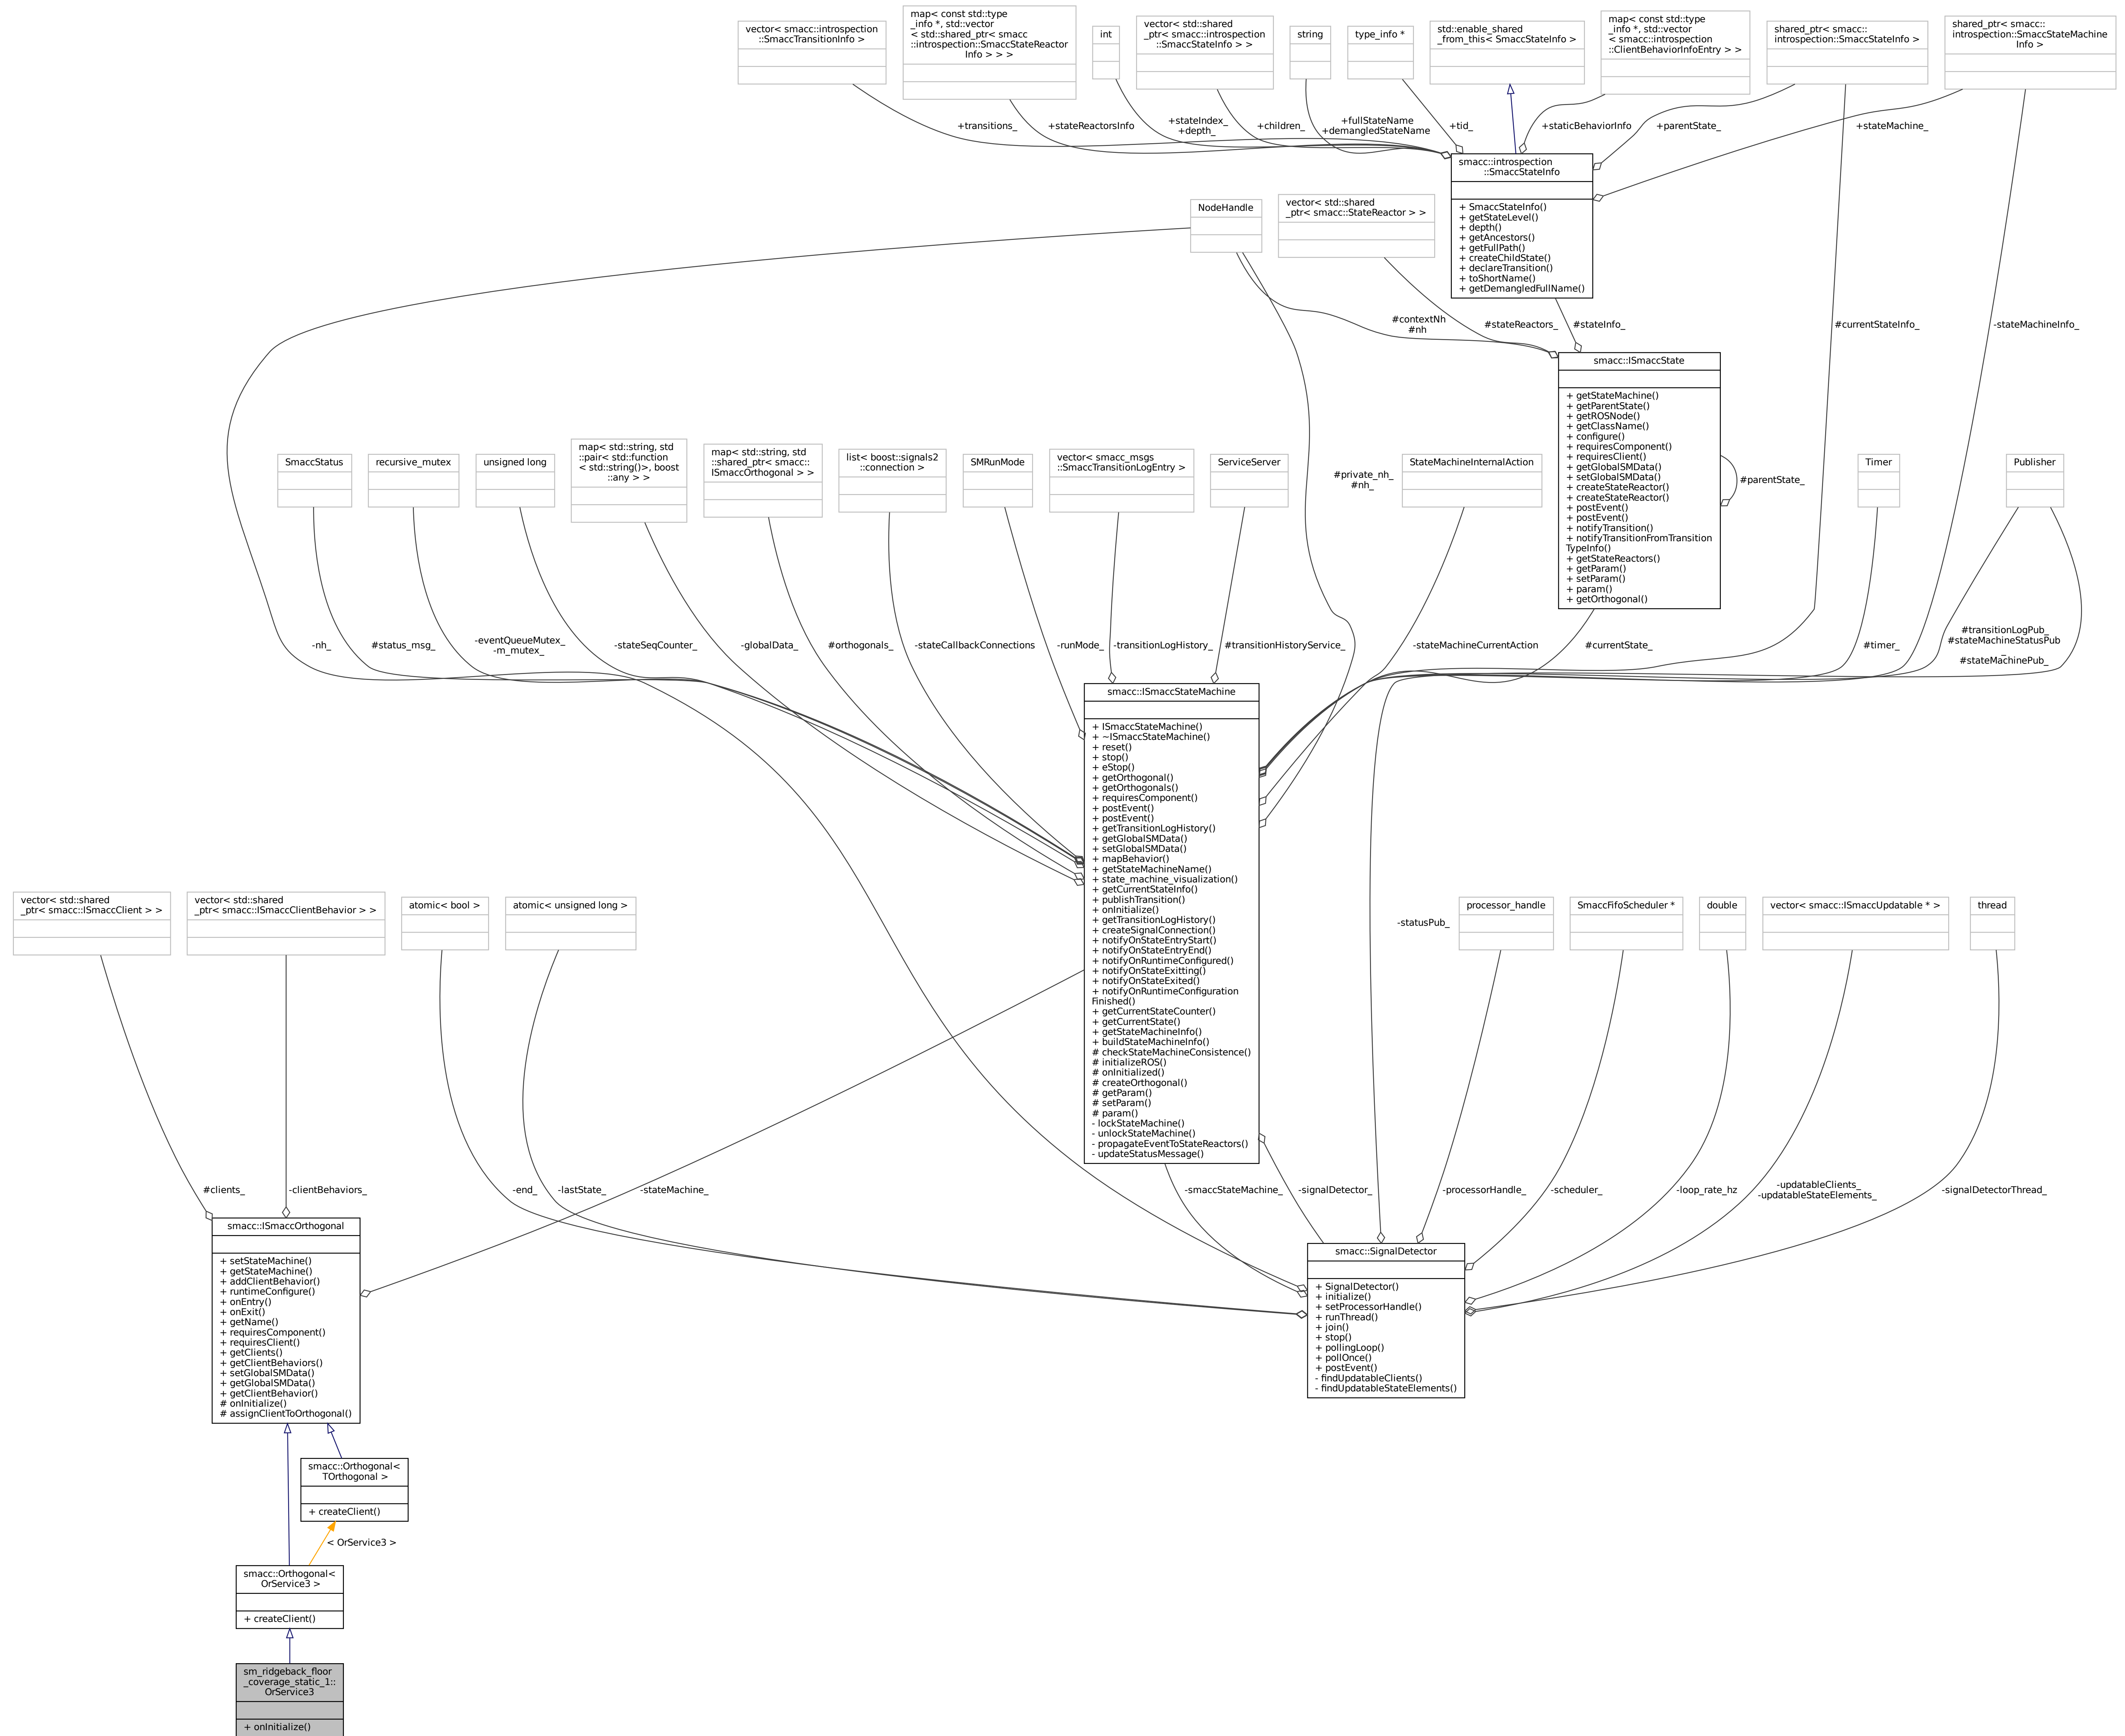 vector< smacc::introspection
::SmaccTransitionInfo >
map< const std::type
_info *, std::vector
< std::shared_ptr< smacc
::introspection::SmaccStateReactor
Info > > >
int
vector< std::shared
_ptr< smacc::introspection
::SmaccStateInfo > >
string
type_info *
std::enable_shared
_from_this< SmaccStateInfo >
map< const std::type
_info *, std::vector
< smacc::introspection
::ClientBehaviorInfoEntry > >
shared_ptr< smacc::
introspection::SmaccStateInfo >
shared_ptr< smacc::
introspection::SmaccStateMachine
Info >
+transitions_
+stateReactorsInfo
+stateIndex_
+depth_
+children_
+fullStateName
+demangledStateName
+tid_
+staticBehaviorInfo
+parentState_
+stateMachine_
smacc::introspection
::SmaccStateInfo
+ SmaccStateInfo()
+ getStateLevel()
+ depth()
+ getAncestors()
+ getFullPath()
+ createChildState()
+ declareTransition()
+ toShortName()
+ getDemangledFullName()
NodeHandle
vector< std::shared
_ptr< smacc::StateReactor > >
#contextNh
#nh
#stateReactors_
#stateInfo_
#currentStateInfo_
-stateMachineInfo_
smacc::ISmaccState
+ getStateMachine()
+ getParentState()
+ getROSNode()
+ getClassName()
+ configure()
+ requiresComponent()
+ requiresClient()
+ getGlobalSMData()
+ setGlobalSMData()
+ createStateReactor()
+ createStateReactor()
+ postEvent()
+ postEvent()
+ notifyTransition()
+ notifyTransitionFromTransition
TypeInfo()
+ getStateReactors()
+ getParam()
+ setParam()
+ param()
+ getOrthogonal()
#parentState_
SmaccStatus
recursive_mutex
unsigned long
map< std::string, std
::pair< std::function
< std::string()>, boost
::any > >
map< std::string, std
::shared_ptr< smacc::
ISmaccOrthogonal > >
list< boost::signals2
::connection >
SMRunMode
vector< smacc_msgs
::SmaccTransitionLogEntry >
ServiceServer
#private_nh_
#nh_
StateMachineInternalAction
Timer
Publisher
-nh_
#status_msg_
-eventQueueMutex_
-m_mutex_
-stateSeqCounter_
-globalData_
#orthogonals_
-stateCallbackConnections
-runMode_
-transitionLogHistory_
#transitionHistoryService_
-stateMachineCurrentAction
#currentState_
#timer_
#transitionLogPub_
#stateMachineStatusPub
_
#stateMachinePub_
smacc::ISmaccStateMachine
+ ISmaccStateMachine()
+ ~ISmaccStateMachine()
+ reset()
+ stop()
+ eStop()
+ getOrthogonal()
+ getOrthogonals()
+ requiresComponent()
+ postEvent()
+ postEvent()
+ getTransitionLogHistory()
+ getGlobalSMData()
+ setGlobalSMData()
+ mapBehavior()
+ getStateMachineName()
+ state_machine_visualization()
+ getCurrentStateInfo()
+ publishTransition()
+ onInitialize()
+ getTransitionLogHistory()
+ createSignalConnection()
+ notifyOnStateEntryStart()
+ notifyOnStateEntryEnd()
+ notifyOnRuntimeConfigured()
+ notifyOnStateExitting()
+ notifyOnStateExited()
+ notifyOnRuntimeConfiguration
Finished()
+ getCurrentStateCounter()
+ getCurrentState()
+ getStateMachineInfo()
+ buildStateMachineInfo()
# checkStateMachineConsistence()
# initializeROS()
# onInitialized()
# createOrthogonal()
# getParam()
# setParam()
# param()
- lockStateMachine()
- unlockStateMachine()
- propagateEventToStateReactors()
- updateStatusMessage()
vector< std::shared
_ptr< smacc::ISmaccClient > >
vector< std::shared
_ptr< smacc::ISmaccClientBehavior > >
atomic< bool >
atomic< unsigned long >
-statusPub_
processor_handle
SmaccFifoScheduler *
double
vector< smacc::ISmaccUpdatable * >
thread
#clients_
-clientBehaviors_
-end_
-lastState_
-stateMachine_
-smaccStateMachine_
-signalDetector_
-processorHandle_
-scheduler_
-loop_rate_hz
-updatableClients_
-updatableStateElements_
-signalDetectorThread_
smacc::ISmaccOrthogonal
+ setStateMachine()
+ getStateMachine()
+ addClientBehavior()
+ runtimeConfigure()
+ onEntry()
+ onExit()
+ getName()
+ requiresComponent()
+ requiresClient()
+ getClients()
+ getClientBehaviors()
+ setGlobalSMData()
+ getGlobalSMData()
+ getClientBehavior()
# onInitialize()
# assignClientToOrthogonal()
smacc::SignalDetector
+ SignalDetector()
+ initialize()
+ setProcessorHandle()
+ runThread()
+ join()
+ stop()
+ pollingLoop()
+ pollOnce()
+ postEvent()
- findUpdatableClients()
- findUpdatableStateElements()
smacc::Orthogonal<
TOrthogonal >
+ createClient()
< OrService3 >
smacc::Orthogonal<
OrService3 >
+ createClient()
sm_ridgeback_floor
_coverage_static_1::
OrService3
+ onInitialize()